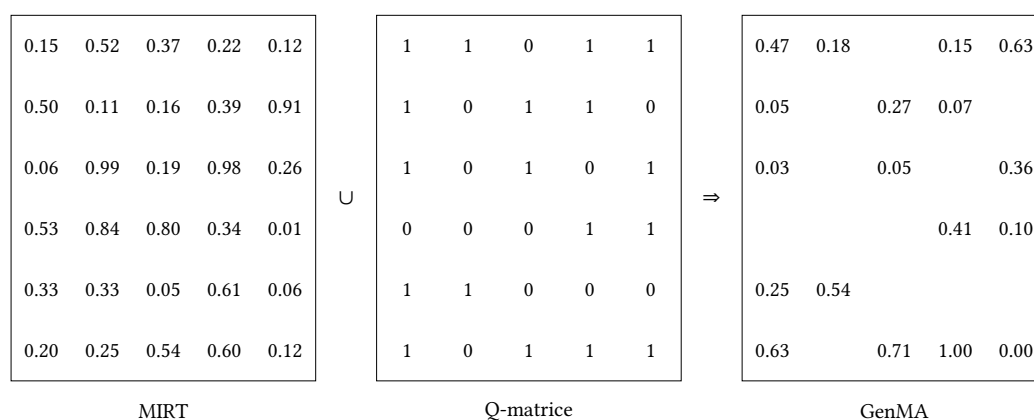 0.15 0.52 0.37 0.22 0.12 1 1 0 1 1 0.47 0.18 0.15 0.63
0.50 0.11 0.16 0.39 0.91 1 0 1 1 0 0.05 0.27 0.07
0.06 0.99 0.19 0.98 0.26 1 0 1 0 1 0.03 0.05 0.36
∪ ⇒
0.53 0.84 0.80 0.34 0.01 0 0 0 1 1 0.41 0.10
0.33 0.33 0.05 0.61 0.06 1 1 0 0 0 0.25 0.54
0.20 0.25 0.54 0.60 0.12 1 0 1 1 1 0.63 0.71 1.00 0.00
MIRT Q-matrice GenMA